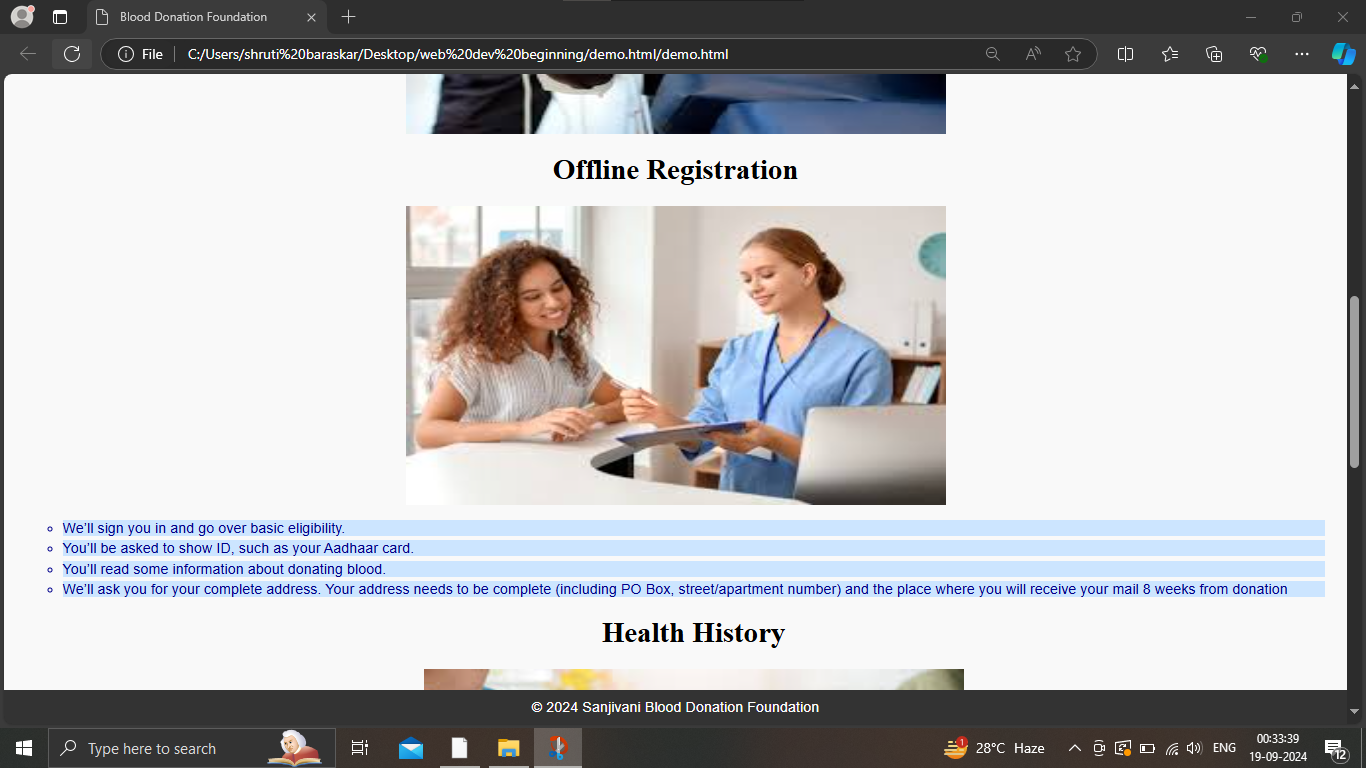 Blood Donation Foundation
File
C:/Users/shruti%20baraskar/Desktop/web%20dev%20beginning/demo.html/demo.html
Offline Registration
We’ll sign you in and go over basic eligibility.
You’ll be asked to show ID, such as your Aadhaar card.
You’ll read some information about donating blood.
We’ll ask you for your complete address. Your address needs to be complete (including PO Box, street/apartment number) and the place where you will receive your mail 8 weeks from donation
Health History
© 2024 Sanjivani Blood Donation Foundation
Type here to search
1
28°C Haze
ENG
00:33:39
19-09-2024
12